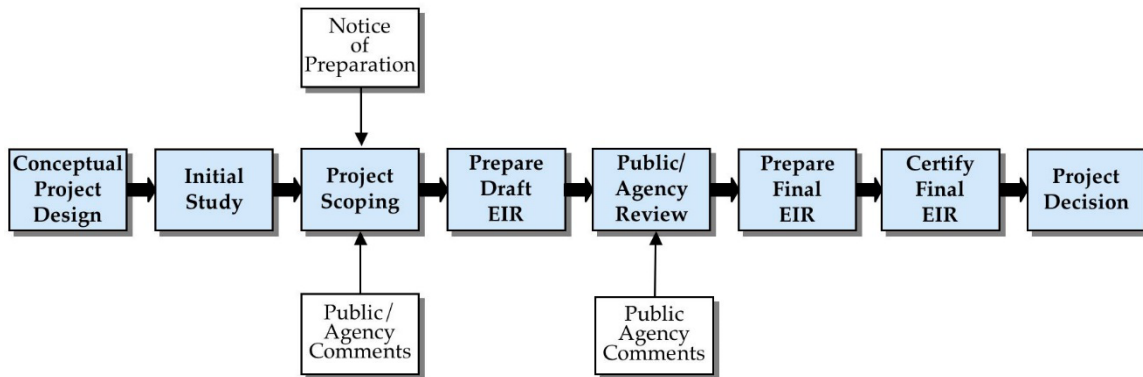 Notice
of
Preparation
Conceptual
Project
Design
Initial
Study
Project
Scoping
Prepare
Draft
EIR
Public/
Agency
Review
Prepare
Final
EIR
Certify
Final
EIR
Project
Decision
Public/
Agency
Comments
Public
Agency
Comments